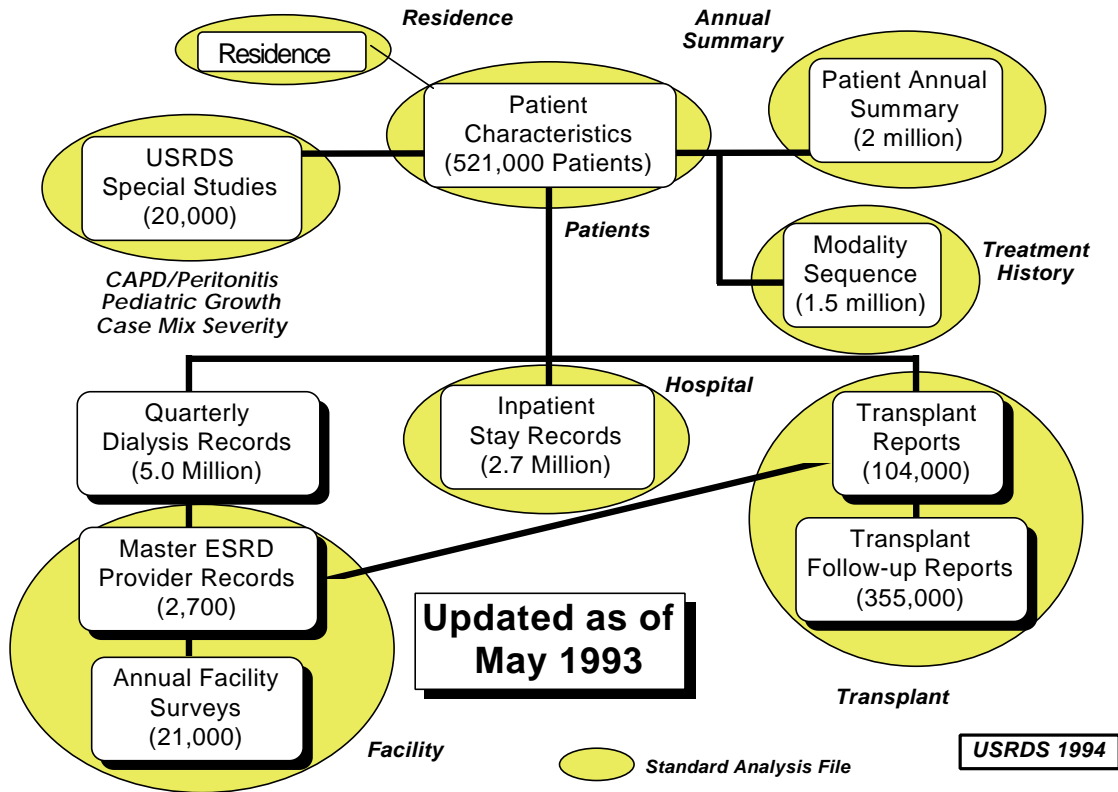 Residence
Residence
Annual
Summary
Patient Annual
Summary
(2 million)
Patient
Characteristics
(521,000 Patients)
USRDS
Special Studies
(20,000)
Patients
Modality
Sequence
(1.5 million)
Treatment
History
CAPD/Peritonitis
Pediatric Growth
Case Mix Severity
Quarterly
Dialysis Records
(5.0 Million)
Hospital
Inpatient
Stay Records
(2.7 Million)
Transplant
Reports
(104,000)
Master ESRD
Provider Records
(2,700)
Transplant
Follow-up Reports
(355,000)
Updated as of
May 1993
Annual Facility
Surveys
(21,000)
Transplant
Facility
Standard Analysis File
USRDS 1994